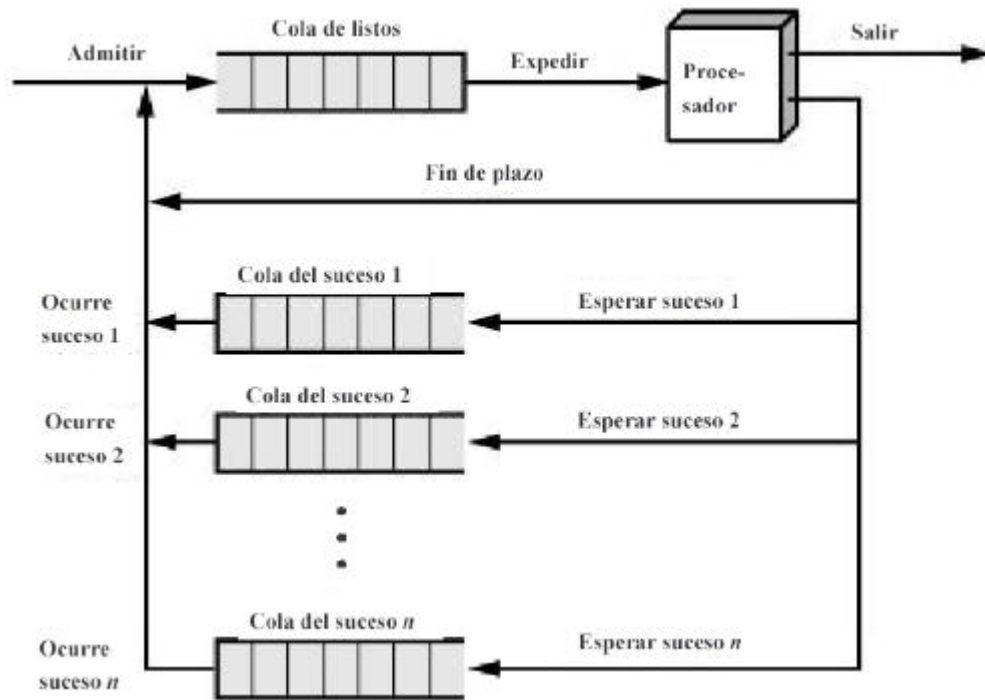 Cola de listos
Admitir
Expedir
Proce-
sador
Salir
Fin de plazo
Cola del suceso 1
Ocurre
suceso 1
Esperar suceso 1
Cola del suceso 2
Ocurre
suceso 2
Esperar suceso 2
Cola del suceso n
Ocurre
suceso n
Esperar suceso n